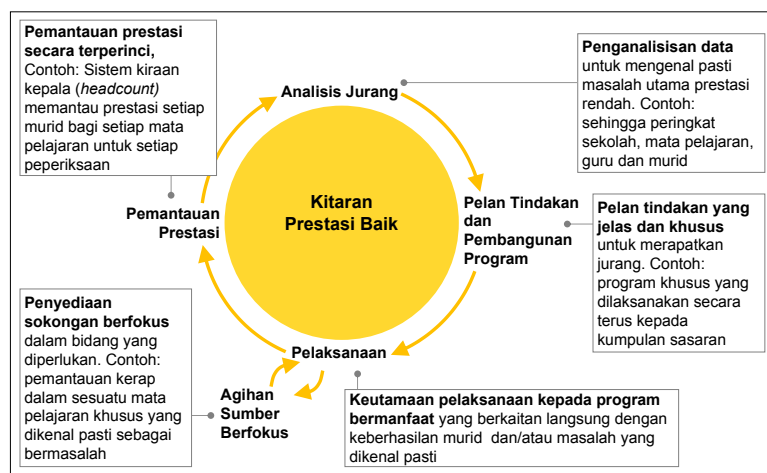 Pemantauan prestasi
secara terperinci,
Contoh: Sistem kiraan
kepala (headcount)
memantau prestasi setiap
murid bagi setiap mata
pelajaran untuk setiap
peperiksaan
Analisis Jurang
Penganalisisan data
untuk mengenal pasti
masalah utama prestasi
rendah. Contoh:
sehingga peringkat
sekolah, mata pelajaran,
guru dan murid
Kitaran
Prestasi Baik
Pemantauan
Prestasi
Pelan Tindakan
dan
Pembangunan
Program
Pelan tindakan yang
jelas dan khusus
untuk merapatkan
jurang. Contoh:
program khusus yang
dilaksanakan secara
terus kepada
kumpulan sasaran
Penyediaan
sokongan berfokus
dalam bidang yang
diperlukan. Contoh:
pemantauan kerap
dalam sesuatu mata
pelajaran khusus yang
dikenal pasti sebagai
bermasalah
Pelaksanaan
Agihan
Sumber
Berfokus
Keutamaan pelaksanaan kepada program
bermanfaat yang berkaitan langsung dengan
keberhasilan murid dan/atau masalah yang
dikenal pasti